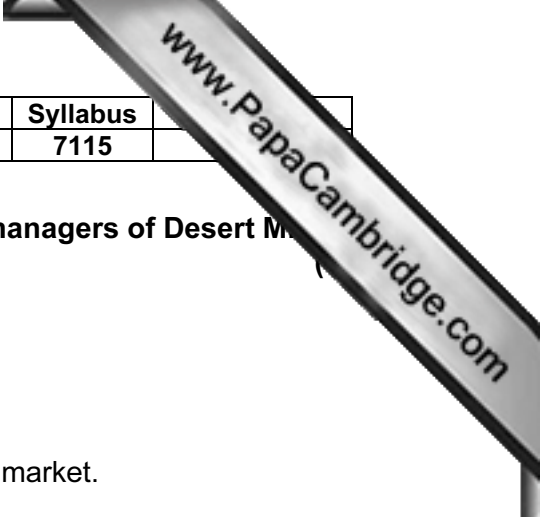 Syllabus
7115
managers of Desert M
www.PapaCambridge.com
(
market.